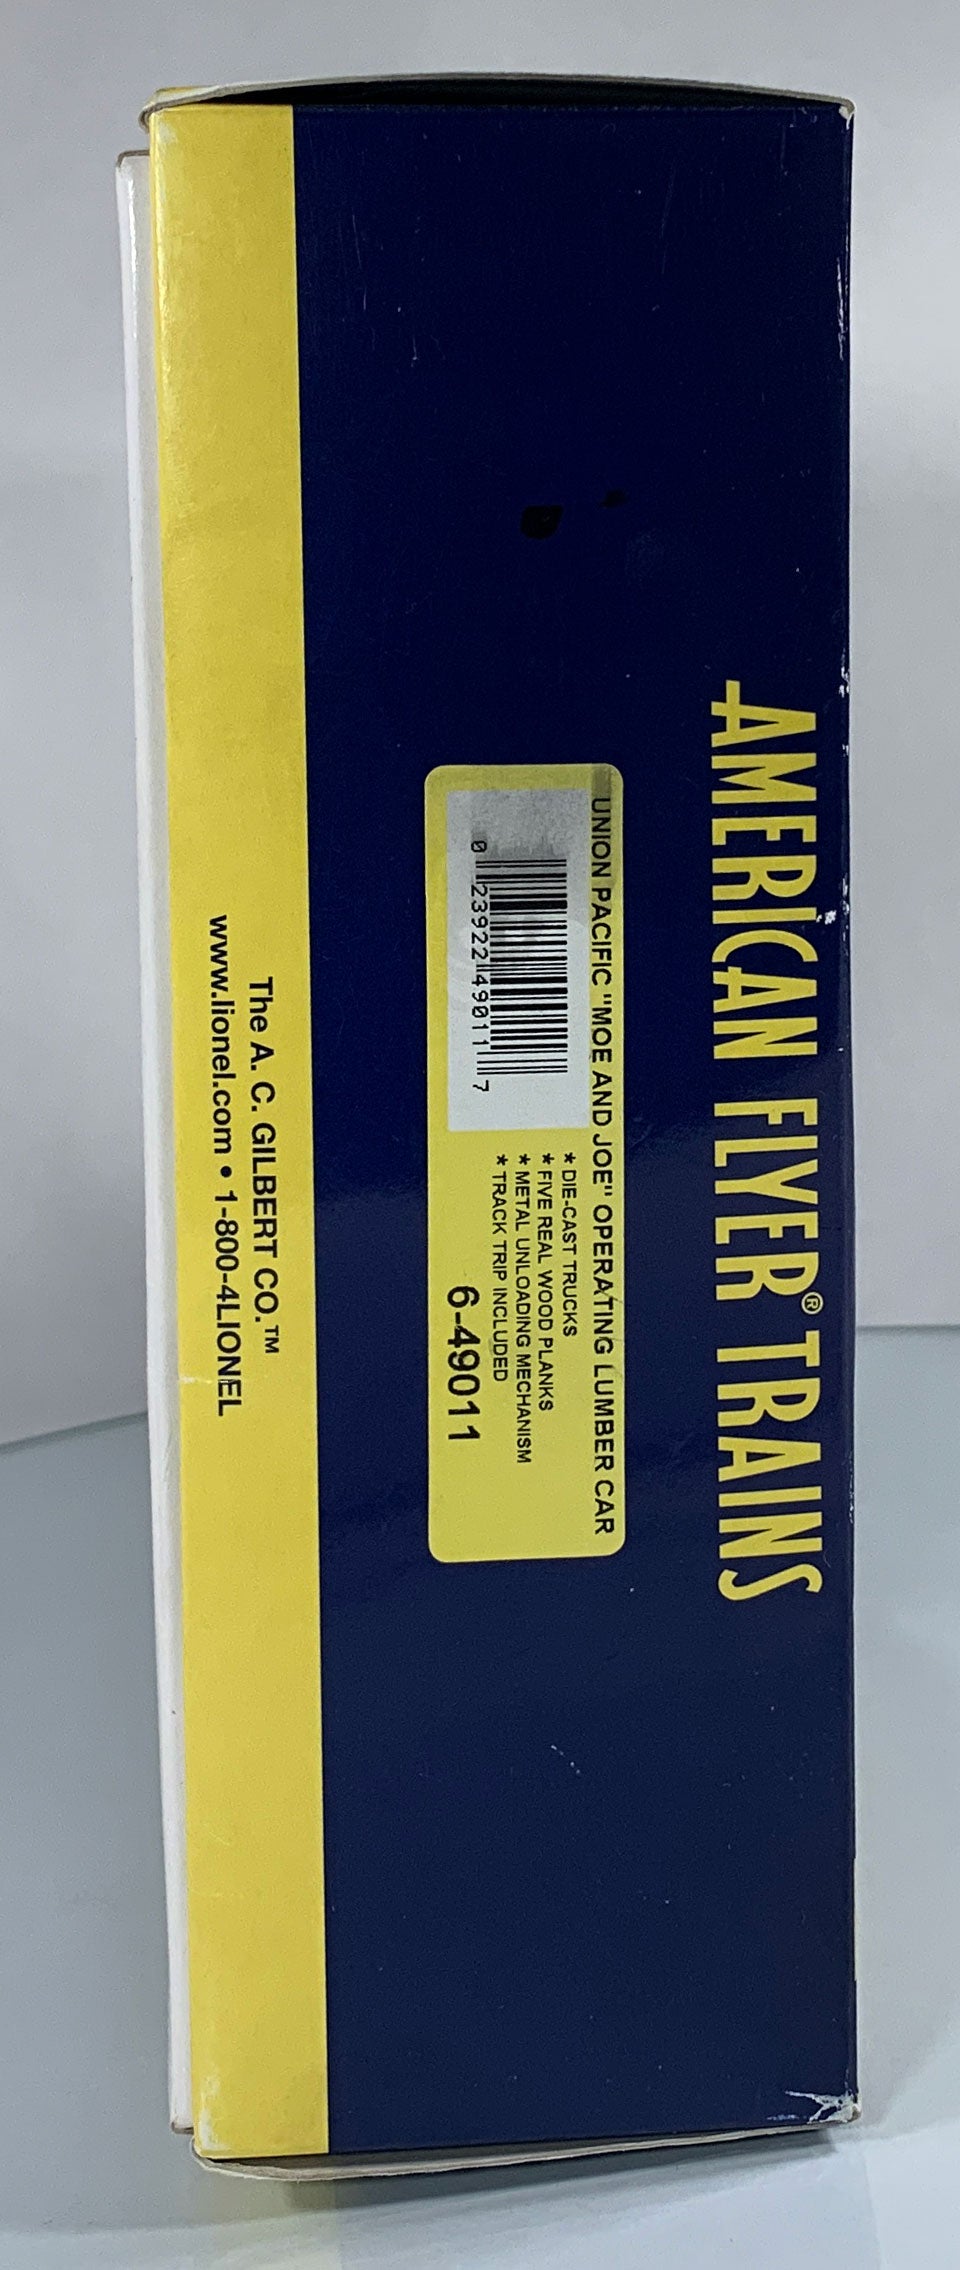 AMERICAN FLYER® TRAINS
UNION PACIFIC "MOE AND JOE" OPERATING LUMBER CAR
★ DIE-CAST TRUCKS
★ FIVE REAL WOOD PLANKS
★ METAL UNLOADING MECHANISM
★ TRACK TRIP INCLUDED
0 23922 49011 7
6-49011
The A. C. GILBERT CO.™
www.lionel.com • 1-800-4LIONEL